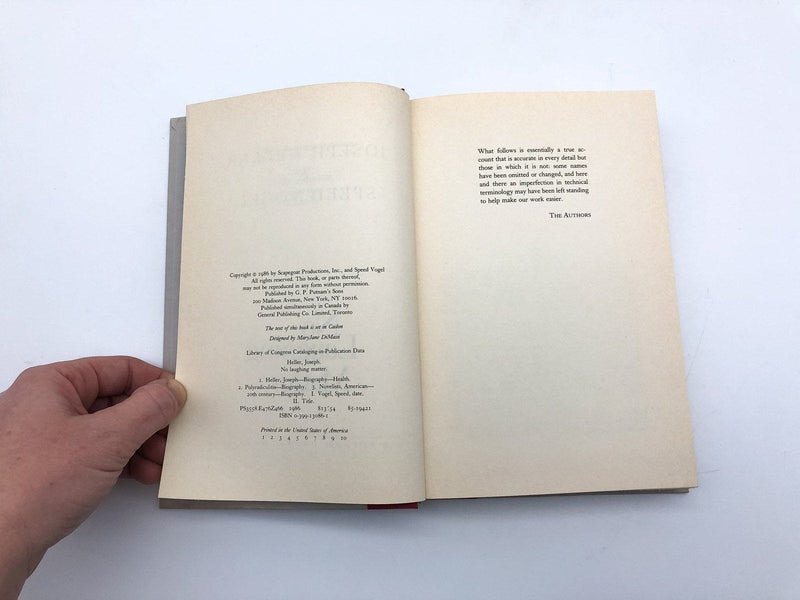 Copyright © 1986 by Scapegoat Productions, Inc., and Speed Vogel
All rights reserved. This book, or parts thereof,
may not be reproduced in any form without permission.
Published by G. P. Putnam's Sons
200 Madison Avenue, New York, NY 10016.
Published simultaneously in Canada by
General Publishing Co. Limited, Toronto
The text of this book is set in Caslon
Designed by MaryJane DiMassi
Library of Congress Cataloging-in-Publication Data
Heller, Joseph.
No laughing matter.
1. Heller, Joseph—Biography—Health.
2. Polyradiculitis—Biography. 3. Novelists, American—
20th century—Biography. I. Vogel, Speed, date.
II. Title.
PS3558.E476Z466 1986 813'.54 85-19421
ISBN 0-399-13086-1
Printed in the United States of America
1 2 3 4 5 6 7 8 9 10
What follows is essentially a true ac-
count that is accurate in every detail but
those in which it is not: some names
have been omitted or changed, and here
and there an imperfection in technical
terminology may have been left standing
to help make our work easier.
THE AUTHORS